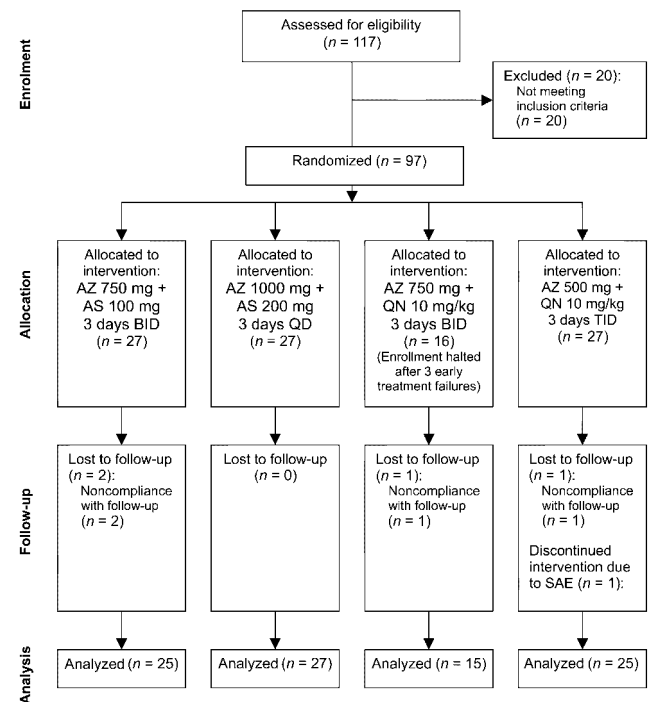 Enrolment
Assessed for eligibility
(n = 117)
Excluded (n = 20):
Not meeting
inclusion criteria
(n = 20)
Randomized (n = 97)
Allocation
Allocated to
intervention:
AZ 750 mg +
AS 100 mg
3 days BID
(n = 27)
Allocated to
intervention:
AZ 1000 mg +
AS 200 mg
3 days QD
(n = 27)
Allocated to
intervention:
AZ 750 mg +
QN 10 mg/kg
3 days BID
(n = 16)
(Enrollment halted
after 3 early
treatment failures)
Allocated to
intervention:
AZ 500 mg +
QN 10 mg/kg
3 days TID
(n = 27)
Follow-up
Lost to follow-up
(n = 2):
Noncompliance
with follow-up
(n = 2)
Lost to follow-up
(n = 0)
Lost to follow-up
(n = 1):
Noncompliance
with follow-up
(n = 1)
Lost to follow-up
(n = 1):
Noncompliance
with follow-up
(n = 1)
Discontinued
intervention due
to SAE (n = 1):
Analysis
Analyzed (n = 25)
Analyzed (n = 27)
Analyzed (n = 15)
Analyzed (n = 25)